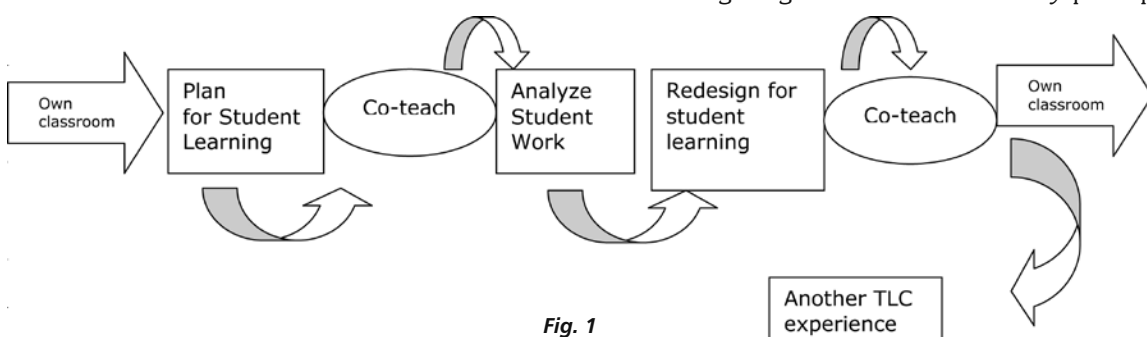 Own
classroom
Plan
for Student
Learning
Co-teach
Analyze
Student
Work
Redesign for
student
learning
Co-teach
Own
classroom
Another TLC
experience
Fig. 1